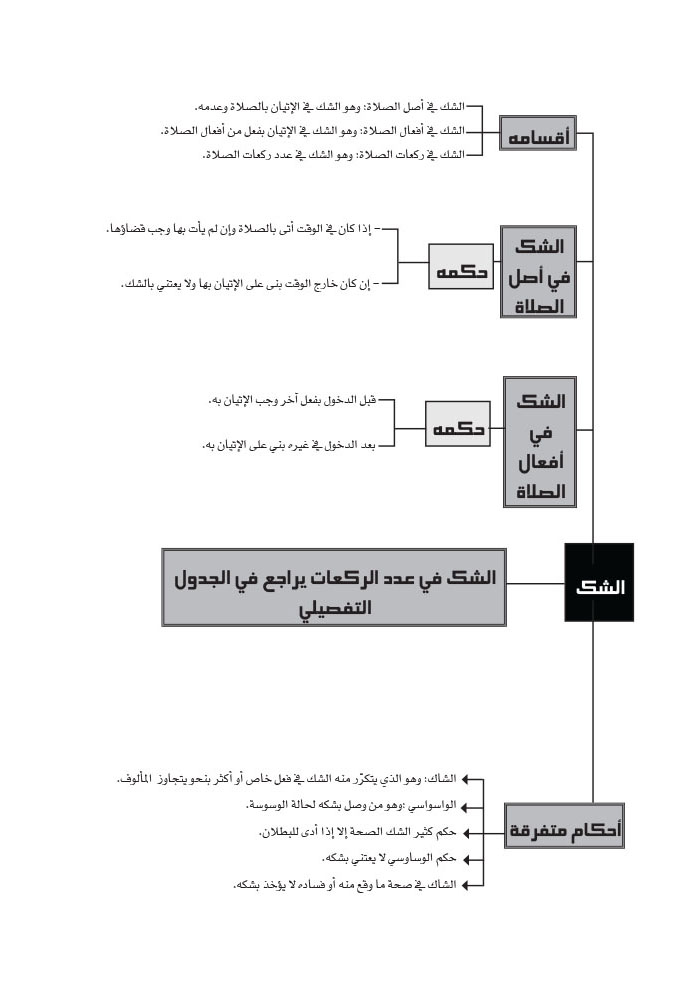 أقسامه
الشك في أصل الصلاة: وهو الشك في الإتيان بالصلاة وعدمه.
الشك في أفعال الصلاة: وهو الشك في الإتيان بفعل من أفعال الصلاة.
الشك في ركعات الصلاة: وهو الشك في عدد ركعات الصلاة.
الشك
في أصل
الصلاة
حكمه
- إذا كان في الوقت أتى بالصلاة وإن لم يأت بها وجب قضاؤها.
- إن كان خارج الوقت بنى على الإتيان بها ولا يعتني بالشك.
الشك
في
أفعال
الصلاة
حكمه
قبل الدخول بفعل آخر وجب الإتيان به.
بعد الدخول في غيره بني على الإتيان به.
الشك
الشك في عدد الركعات يراجع في الجدول
التفصيلي
أحكام متفرقة
الشاك: وهو الذي يتكرّر منه الشك في فعل خاص أو أكثر بنحو يتجاوز المألوف.
الواسواسي :وهو من وصل بشكه لحالة الوسوسة.
حكم كثير الشك الصحة إلا إذا أدى للبطلان.
حكم الوساوسي لا يعتني بشكه.
الشاك في صحة ما وقع منه أو فساده لا يؤخذ بشكه.